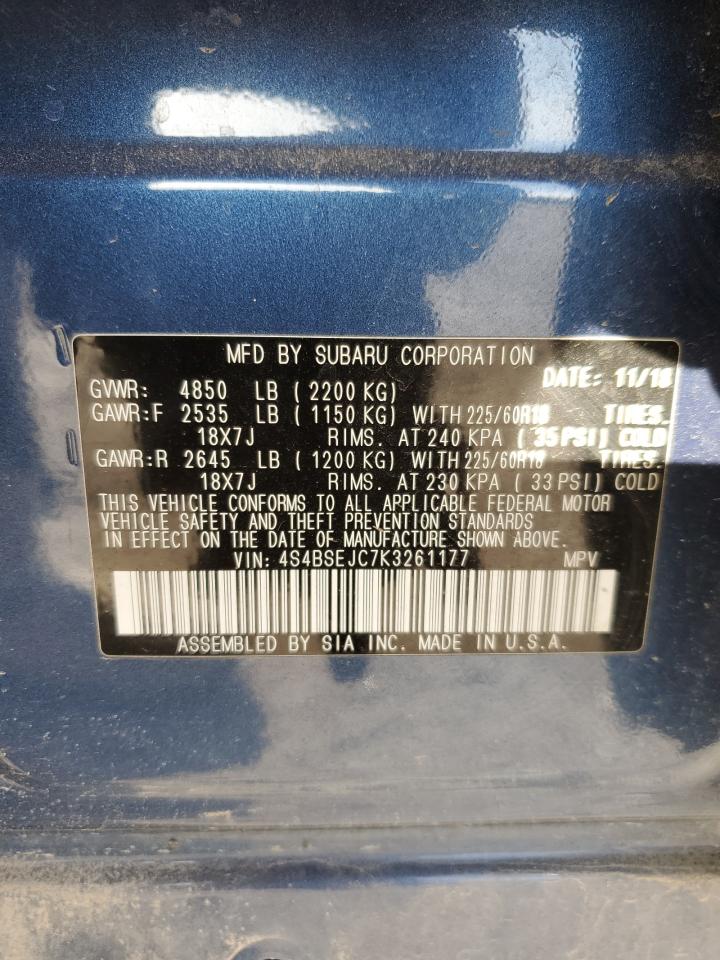 MFD BY SUBARU CORPORATION
DATE: 11/18
GVWR: 4850 LB (2200 KG)
GAWR:F 2535 LB (1150 KG) WITH 225/60R18 TIRES.
18X7J RIMS. AT 240 KPA (35 PSI) COLD
GAWR:R 2645 LB (1200 KG) WITH 225/60R18 TIRES.
18X7J RIMS. AT 230 KPA (33 PSI) COLD
THIS VEHICLE CONFORMS TO ALL APPLICABLE FEDERAL MOTOR
VEHICLE SAFETY AND THEFT PREVENTION STANDARDS
IN EFFECT ON THE DATE OF MANUFACTURE SHOWN ABOVE.
VIN: 4S4BSEJC7K3261177 MPV
ASSEMBLED BY SIA INC. MADE IN U.S.A.